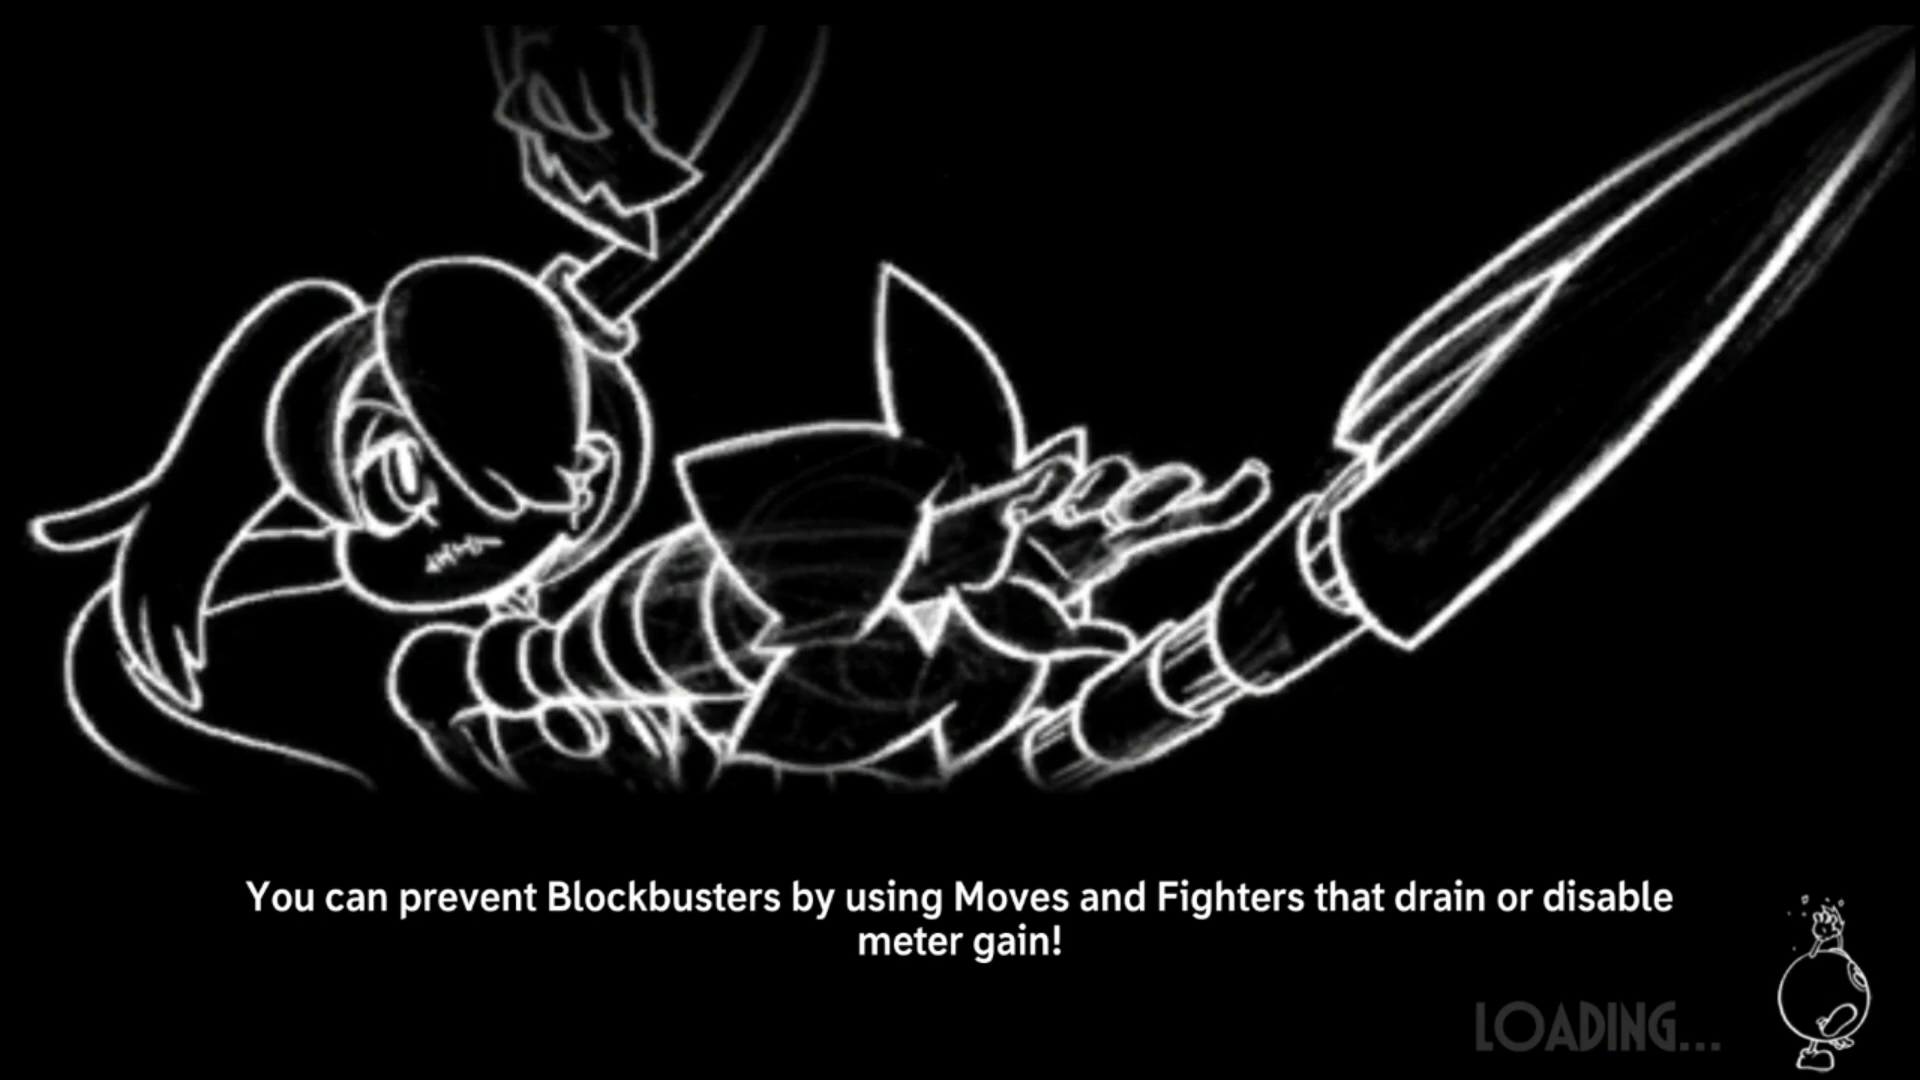 You can prevent Blockbusters by using Moves and Fighters that drain or disable
meter gain!
LOADING...